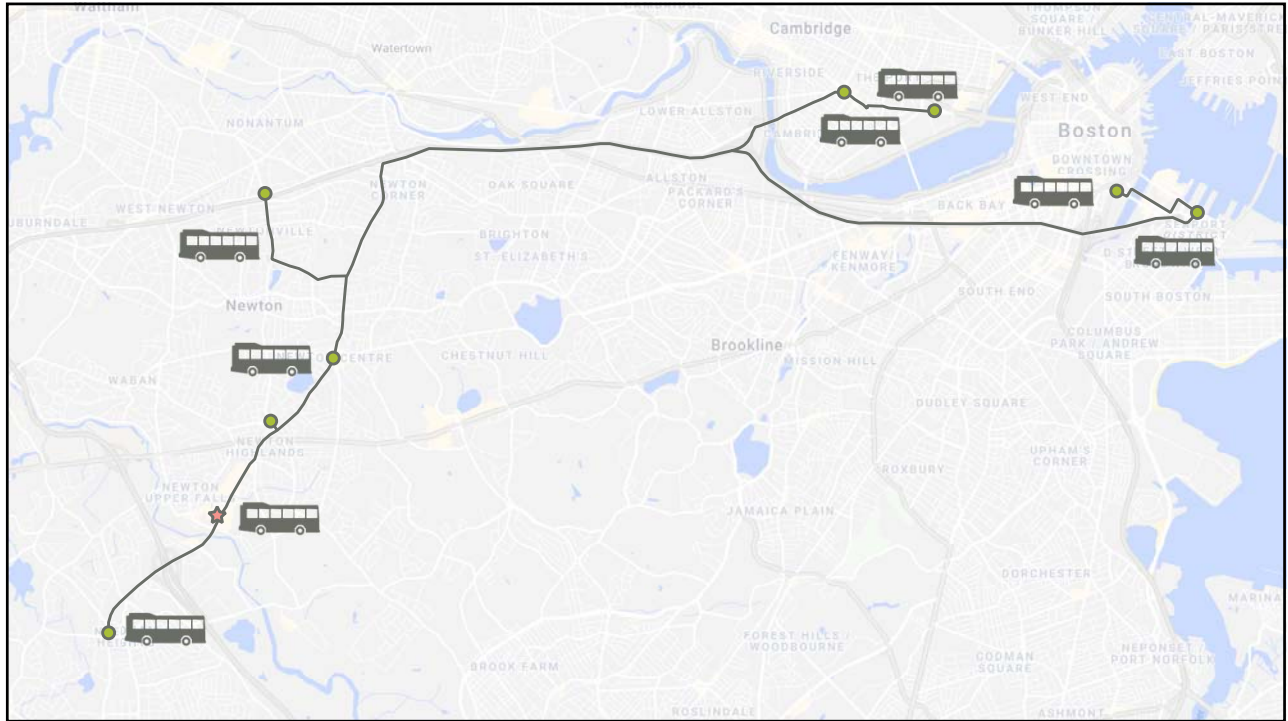 Waltham
Watertown
Cambridge
THOMPSON
SQUARE /
BUNKER HILL
CENTRAL-MAVERICK
SQUARE / PARIS STREET
EAST BOSTON
JEFFRIES POINT
RIVERSIDE
WEST END
LOWER ALLSTON
NONANTUM
Boston
DOWNTOWN
CROSSING
NEWTON
CORNER
OAK SQUARE
ALLSTON
PACKARD'S
CORNER
WEST NEWTON
BACK BAY
BRIGHTON
ST. ELIZABETH'S
FENWAY/
KENMORE
SOUTH END
SOUTH BOSTON
Newton
COLUMBUS
PARK / ANDREW
SQUARE
Brookline
CHESTNUT HILL
MISSION HILL
WABAN
DUDLEY SQUARE
NEWTON
HIGHLANDS
UPHAM'S
CORNER
ROXBURY
NEWTON
UPPER FALLS
JAMAICA PLAIN
DORCHESTER
FOREST HILLS /
WOODBOURNE
NEPONSET /
PORT NORFOLK
CODMAN
SQUARE
BROOK FARM
ROSLINDALE
ASHMONT